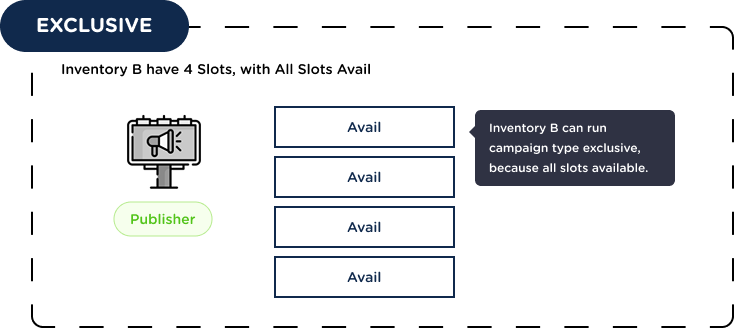 EXCLUSIVE
Inventory B have 4 Slots, with All Slots Avail
Avail
Inventory B can run
campaign type exclusive,
because all slots available.
Avail
Publisher
Avail
Avail